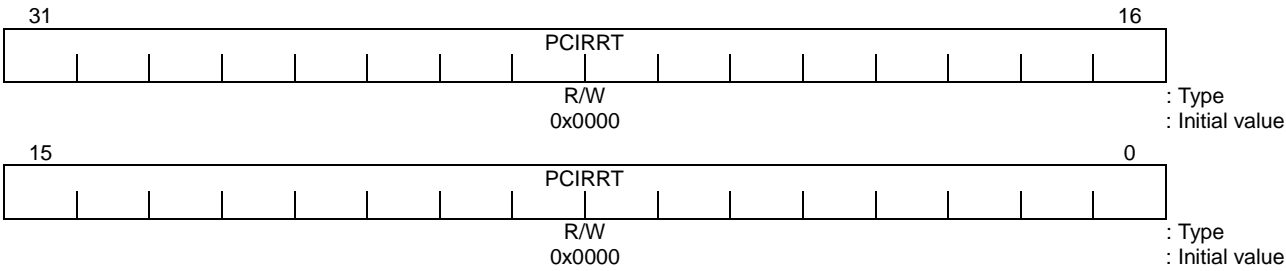 31 16
PCIRRT
R/W : Type
0x0000 : Initial value
15 0
PCIRRT
R/W : Type
0x0000 : Initial value